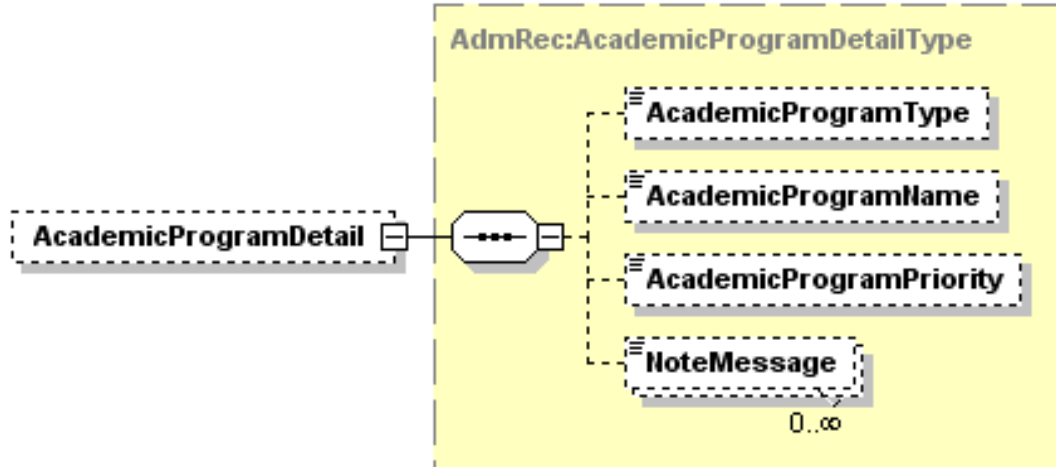 AdmRec:AcademicProgramDetailType
AcademicProgramType
AcademicProgramName
AcademicProgramDetail
AcademicProgramPriority
NoteMessage
0..∞